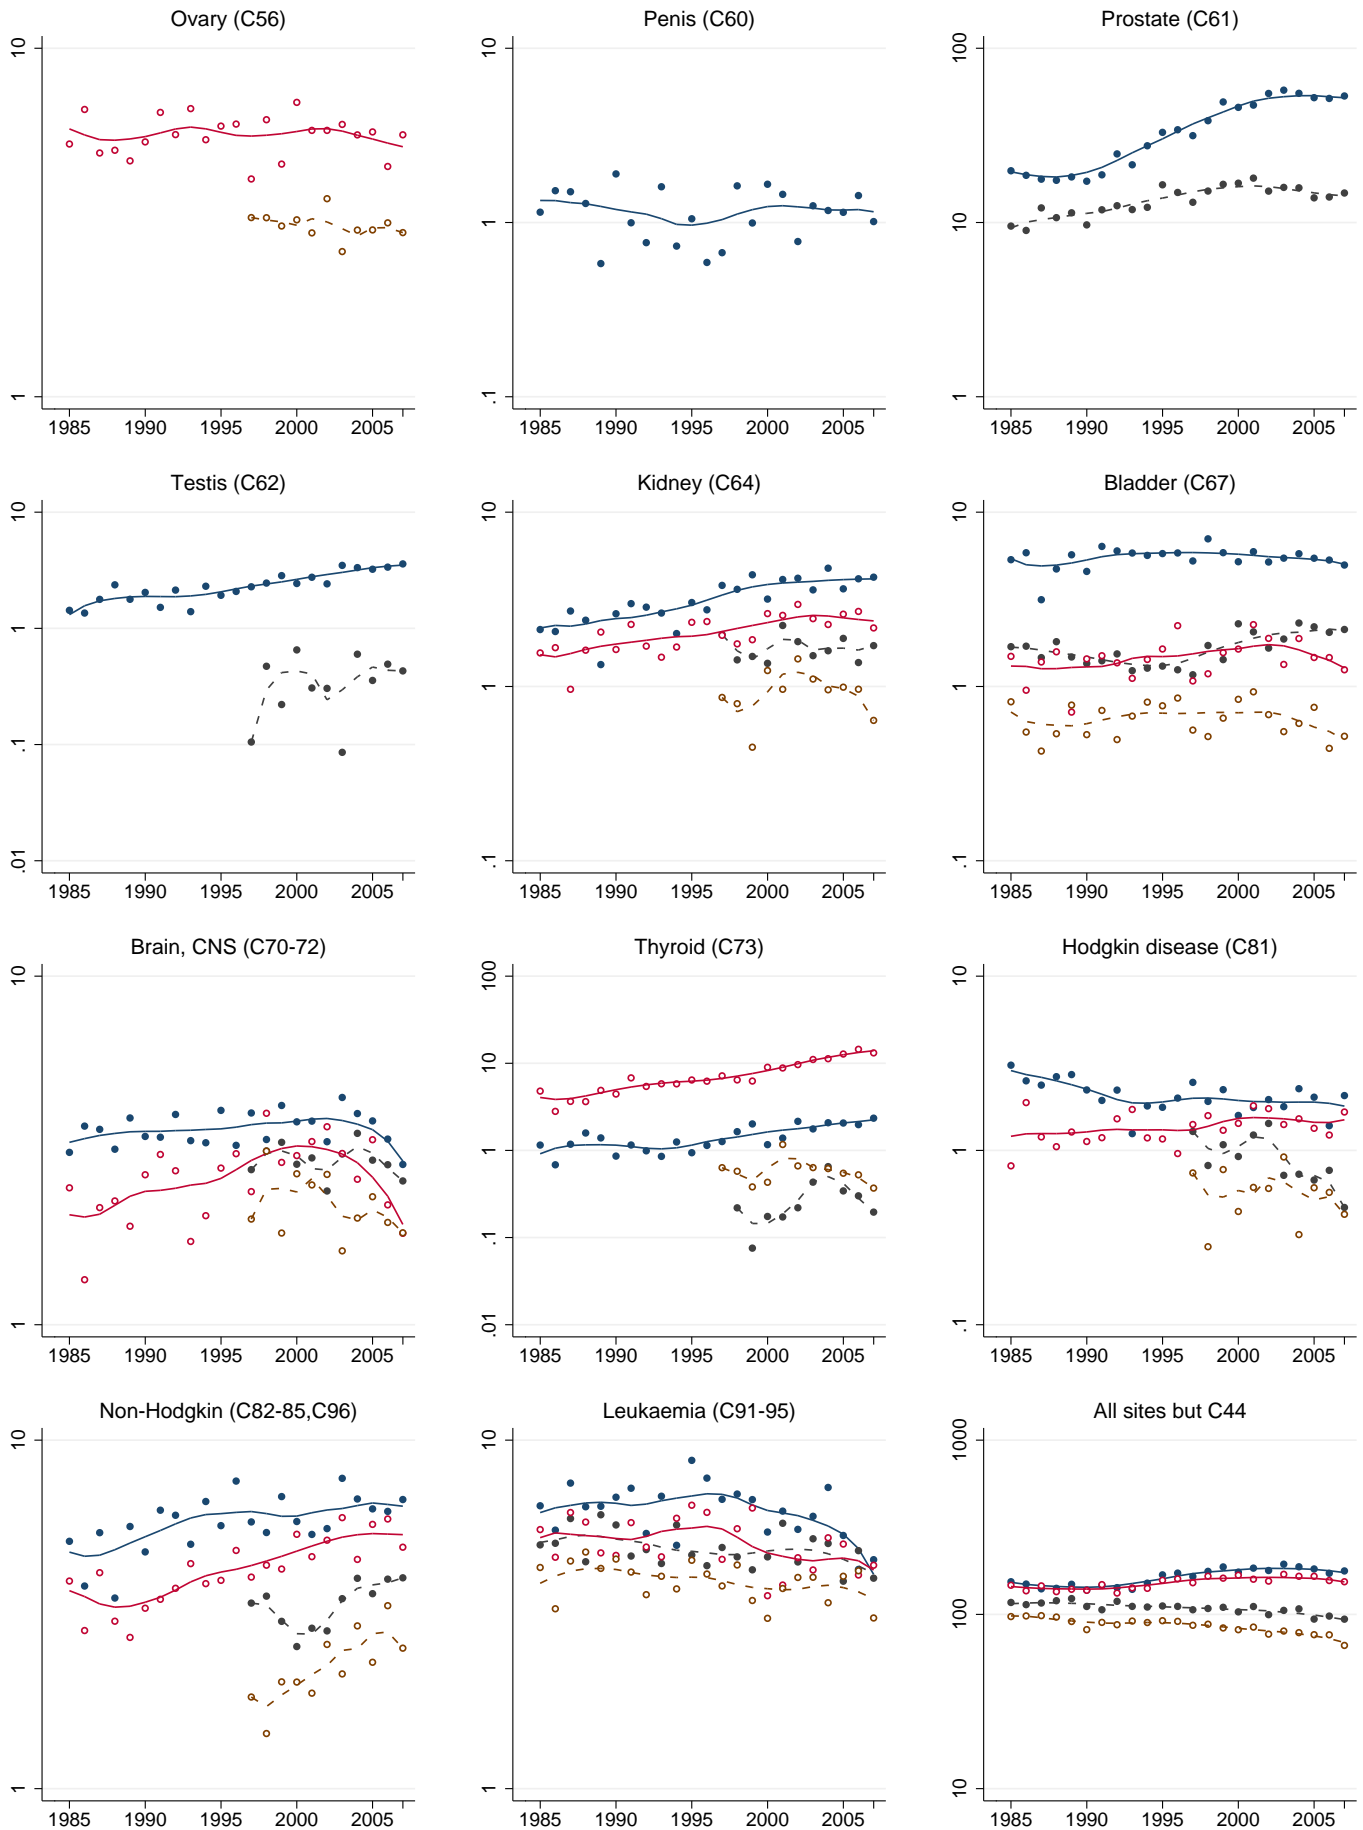 Ovary (C56)
Penis (C60)
Prostate (C61)
10
1
1985 1990 1995 2000 2005
10
1
.1
1985 1990 1995 2000 2005
100
10
1
1985 1990 1995 2000 2005
Testis (C62)
Kidney (C64)
Bladder (C67)
10
1
.1
.01
1985 1990 1995 2000 2005
10
1
.1
1985 1990 1995 2000 2005
10
1
.1
1985 1990 1995 2000 2005
Brain, CNS (C70-72)
Thyroid (C73)
Hodgkin disease (C81)
10
1
1985 1990 1995 2000 2005
100
10
1
.1
.01
1985 1990 1995 2000 2005
10
1
.1
1985 1990 1995 2000 2005
Non-Hodgkin (C82-85,C96)
Leukaemia (C91-95)
All sites but C44
10
1
1985 1990 1995 2000 2005
10
1
1985 1990 1995 2000 2005
1000
100
10
1985 1990 1995 2000 2005